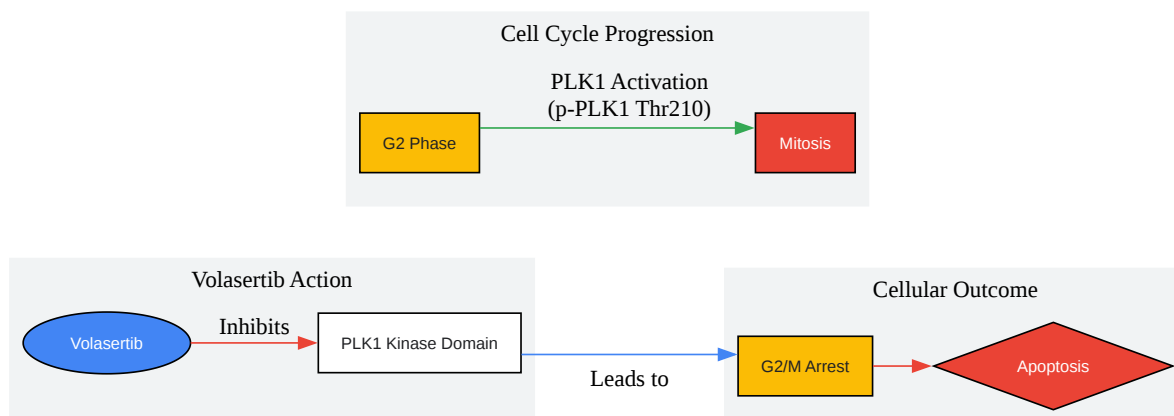 Cell Cycle Progression
PLK1 Activation
(p-PLK1 Thr210)
G2 Phase
Mitosis
Volasertib Action
Volasertib
Inhibits
PLK1 Kinase Domain
Leads to
Cellular Outcome
G2/M Arrest
Apoptosis